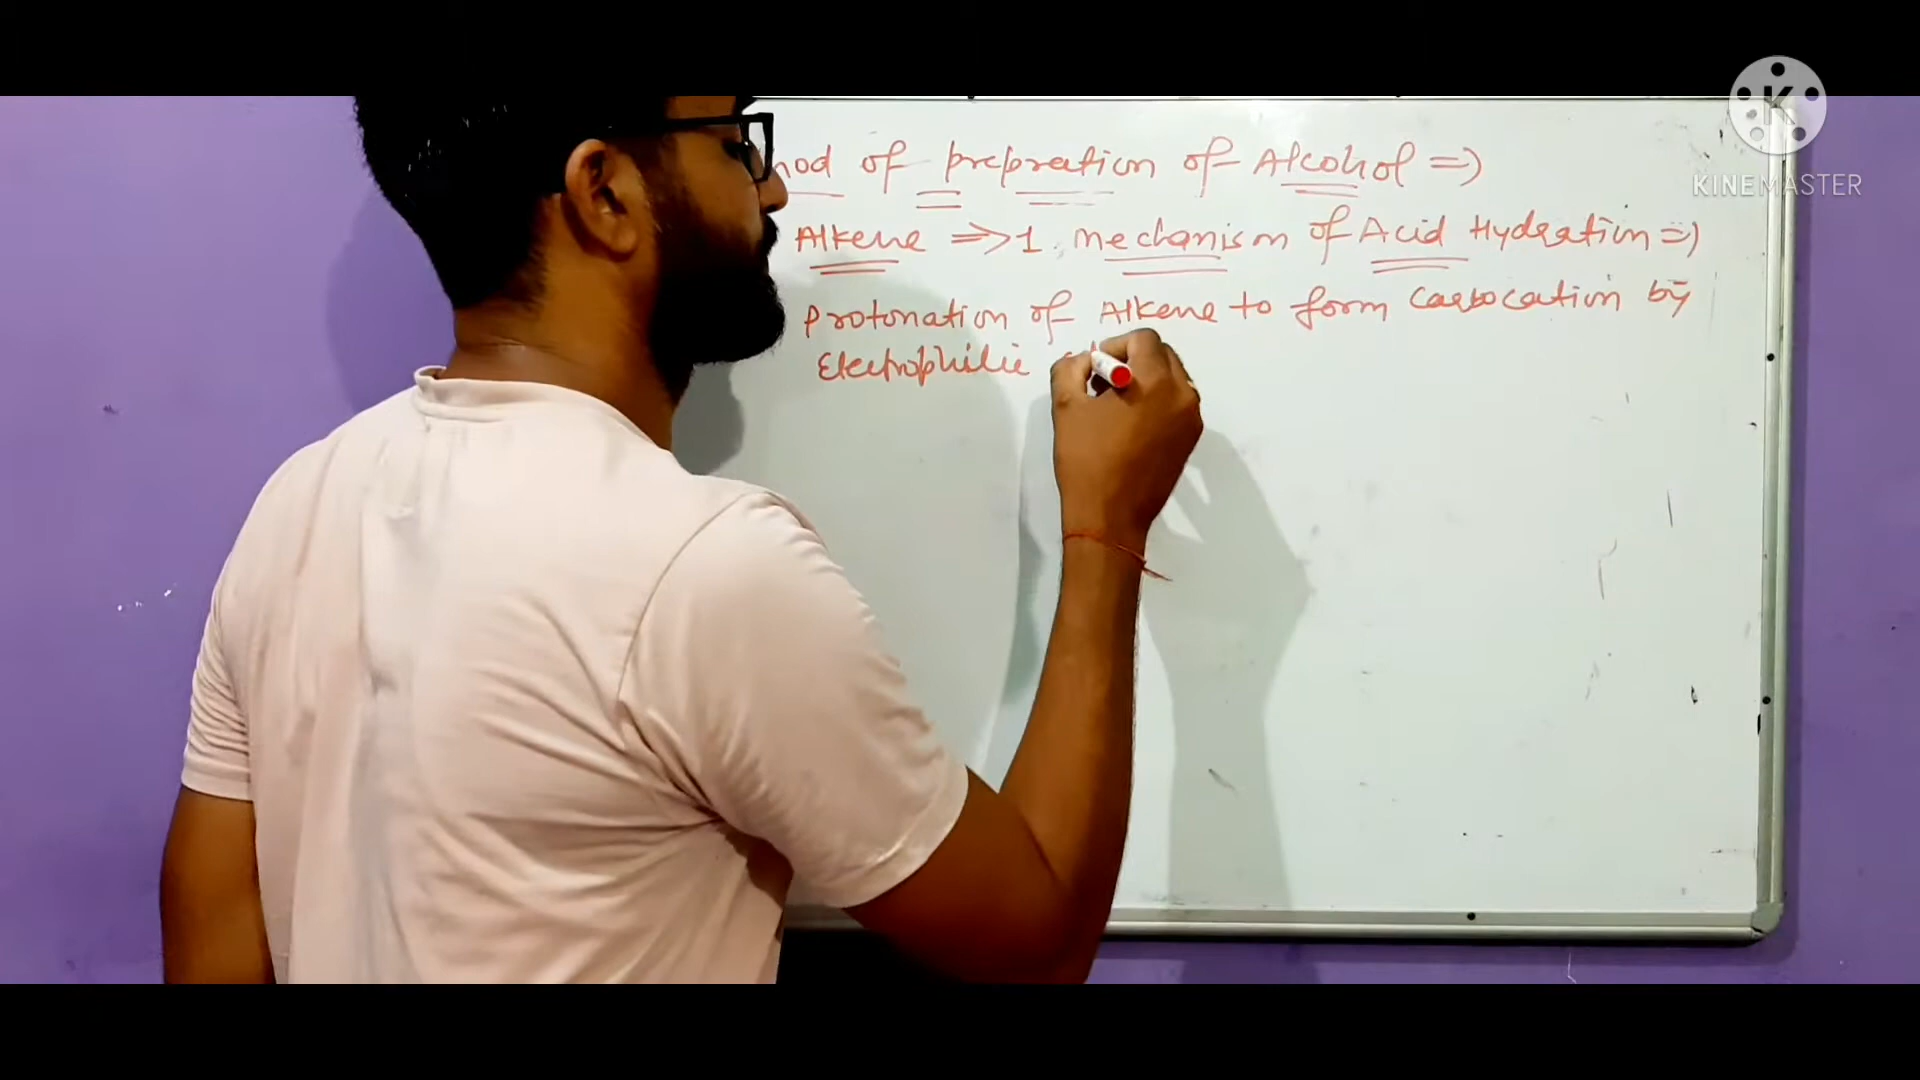 of preparation of Alcohol =>
Alkene => 1. Mechanism of Acid Hydration =>
Protonation of Alkene to form Carbocation by
Electrophilic
KINEMASTER